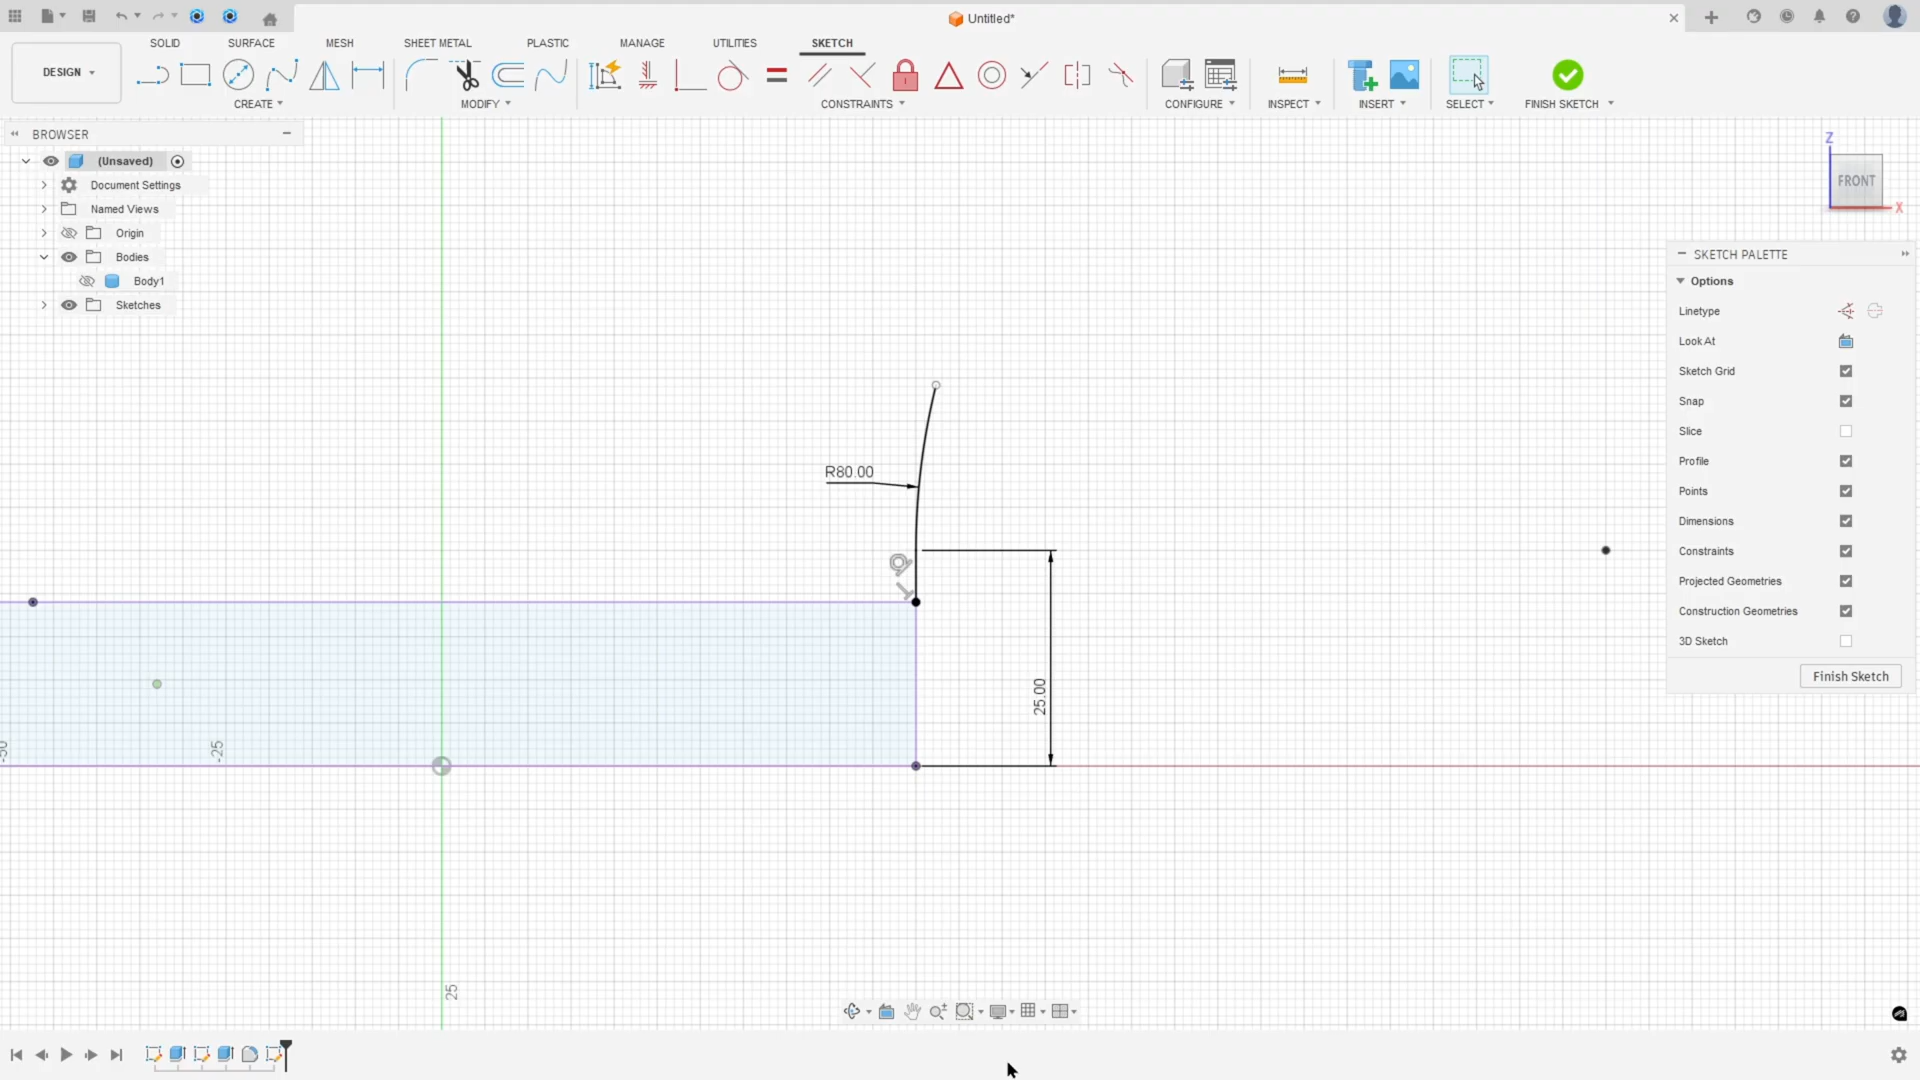 Untitled*
DESIGN
SOLID
SURFACE
MESH
SHEET METAL
PLASTIC
MANAGE
UTILITIES
SKETCH
CREATE
MODIFY
CONSTRAINTS
CONFIGURE
INSPECT
INSERT
SELECT
FINISH SKETCH
BROWSER
(Unsaved)
Document Settings
Named Views
Origin
Bodies
Body1
Sketches
Z
FRONT
X
SKETCH PALETTE
Options
Linetype
Look At
Sketch Grid
Snap
Slice
Profile
Points
Dimensions
Constraints
Projected Geometries
Construction Geometries
3D Sketch
Finish Sketch
R80.00
25.00
-50
-25
25